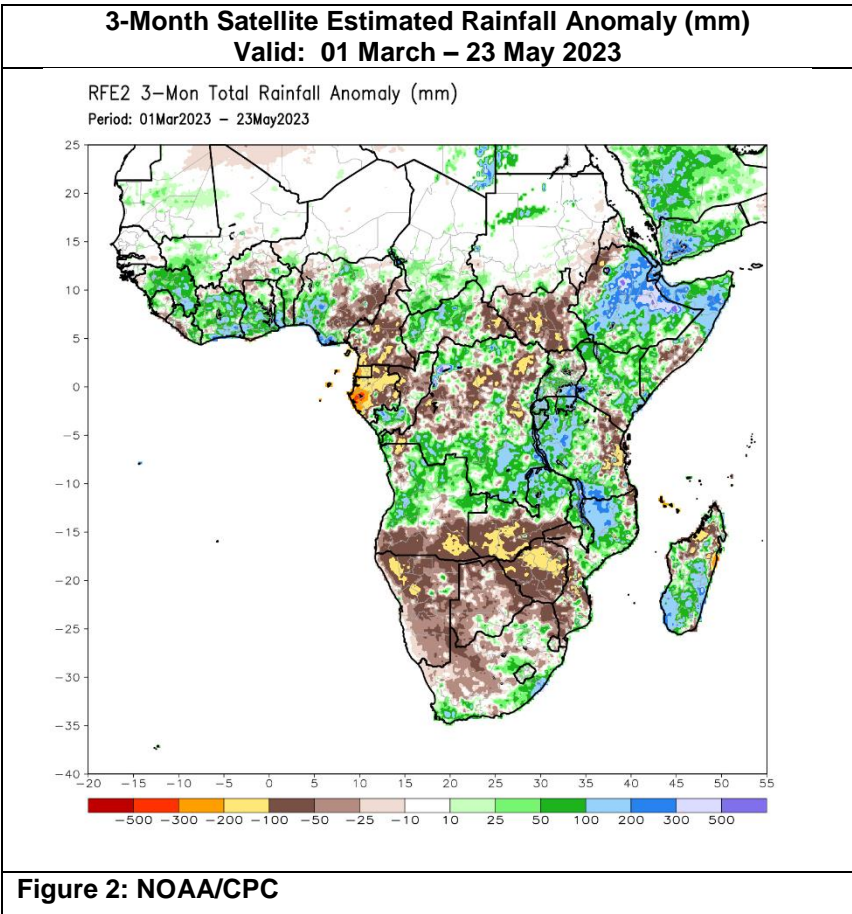 3-Month Satellite Estimated Rainfall Anomaly (mm)
Valid: 01 March – 23 May 2023
RFE2 3-Mon Total Rainfall Anomaly (mm)
Period: 01Mar2023 – 23May2023
25
20
15
10
5
0
-5
-10
-15
-20
-25
-30
-35
-40
-20 -15 -10 -5 0 5 10 15 20 25 30 35 40 45 50 55
-500 -300 -200 -100 -50 -25 -10 10 25 50 100 200 300 500
Figure 2: NOAA/CPC